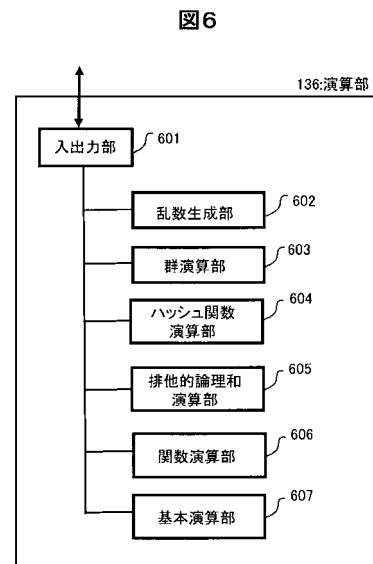 図6
136:演算部
入出力部
601
乱数生成部
602
群演算部
603
ハッシュ関数
演算部
604
排他的論理和
演算部
605
関数演算部
606
基本演算部
607